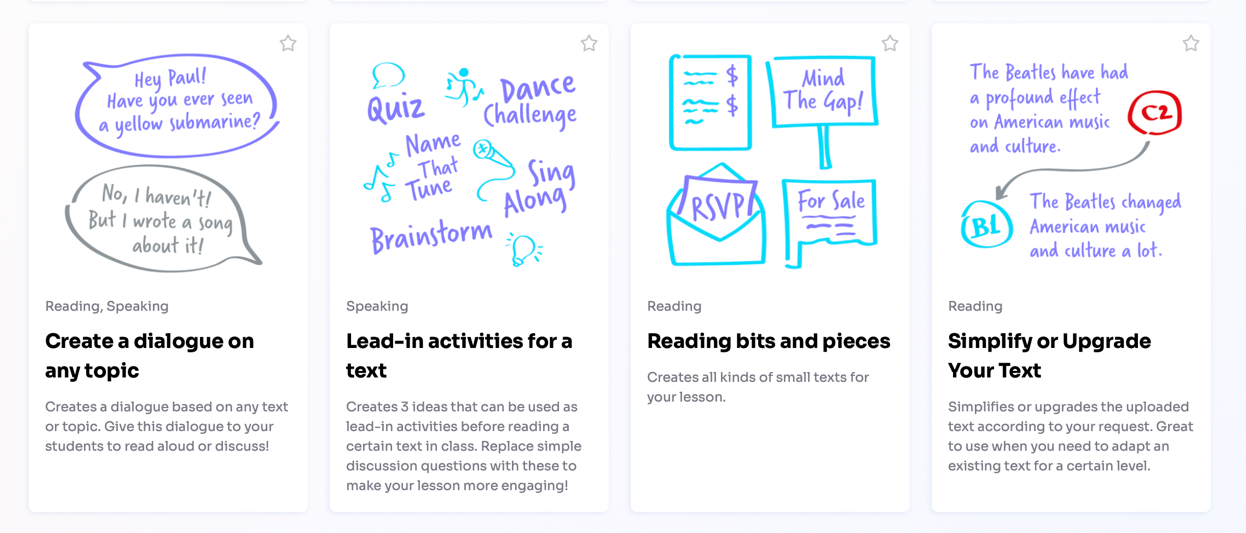 Hey Paul!
Have you ever seen
a yellow submarine?
No, I haven't!
But I wrote a song
about it!
Reading, Speaking
Create a dialogue on
any topic
Creates a dialogue based on any text
or topic. Give this dialogue to your
students to read aloud or discuss!
Quiz
Dance
Challenge
Name
That
Tune
Sing
Along
Brainstorm
Speaking
Lead-in activities for a
text
Creates 3 ideas that can be used as
lead-in activities before reading a
certain text in class. Replace simple
discussion questions with these to
make your lesson more engaging!
$
$
Mind
The Gap!
RSVP
For Sale
Reading
Reading bits and pieces
Creates all kinds of small texts for
your lesson.
The Beatles have had
a profound effect
on American music
and culture.
C2
B1
The Beatles changed
American music
and culture a lot.
Reading
Simplify or Upgrade
Your Text
Simplifies or upgrades the uploaded
text according to your request. Great
to use when you need to adapt an
existing text for a certain level.